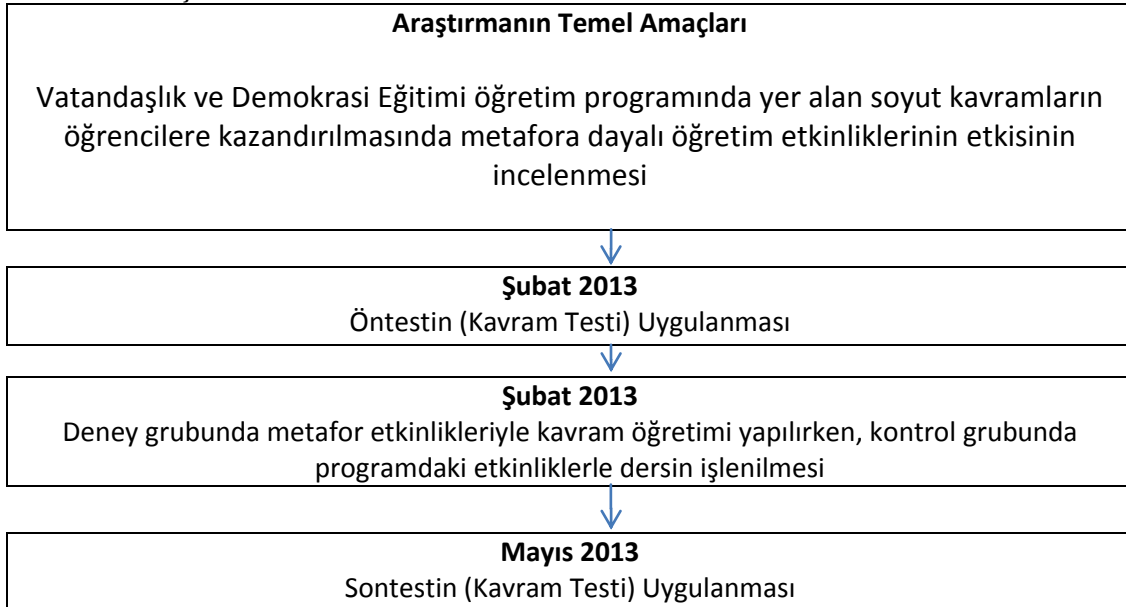 Araştırmanın Temel Amaçları
Vatandaşlık ve Demokrasi Eğitimi öğretim programında yer alan soyut kavramların
öğrencilere kazandırılmasında metafora dayalı öğretim etkinliklerinin etkisinin
incelenmesi
Şubat 2013
Öntestin (Kavram Testi) Uygulanması
Şubat 2013
Deney grubunda metafor etkinlikleriyle kavram öğretimi yapılırken, kontrol grubunda
programdaki etkinliklerle dersin işlenilmesi
Mayıs 2013
Sontestin (Kavram Testi) Uygulanması